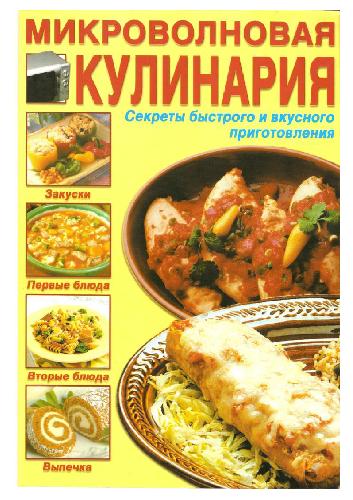 МИКРОВОЛНОВАЯ
КУЛИНАРИЯ
Секреты быстрого и вкусного
приготовления
Закуски
Первые блюда
Вторые блюда
Выпечка